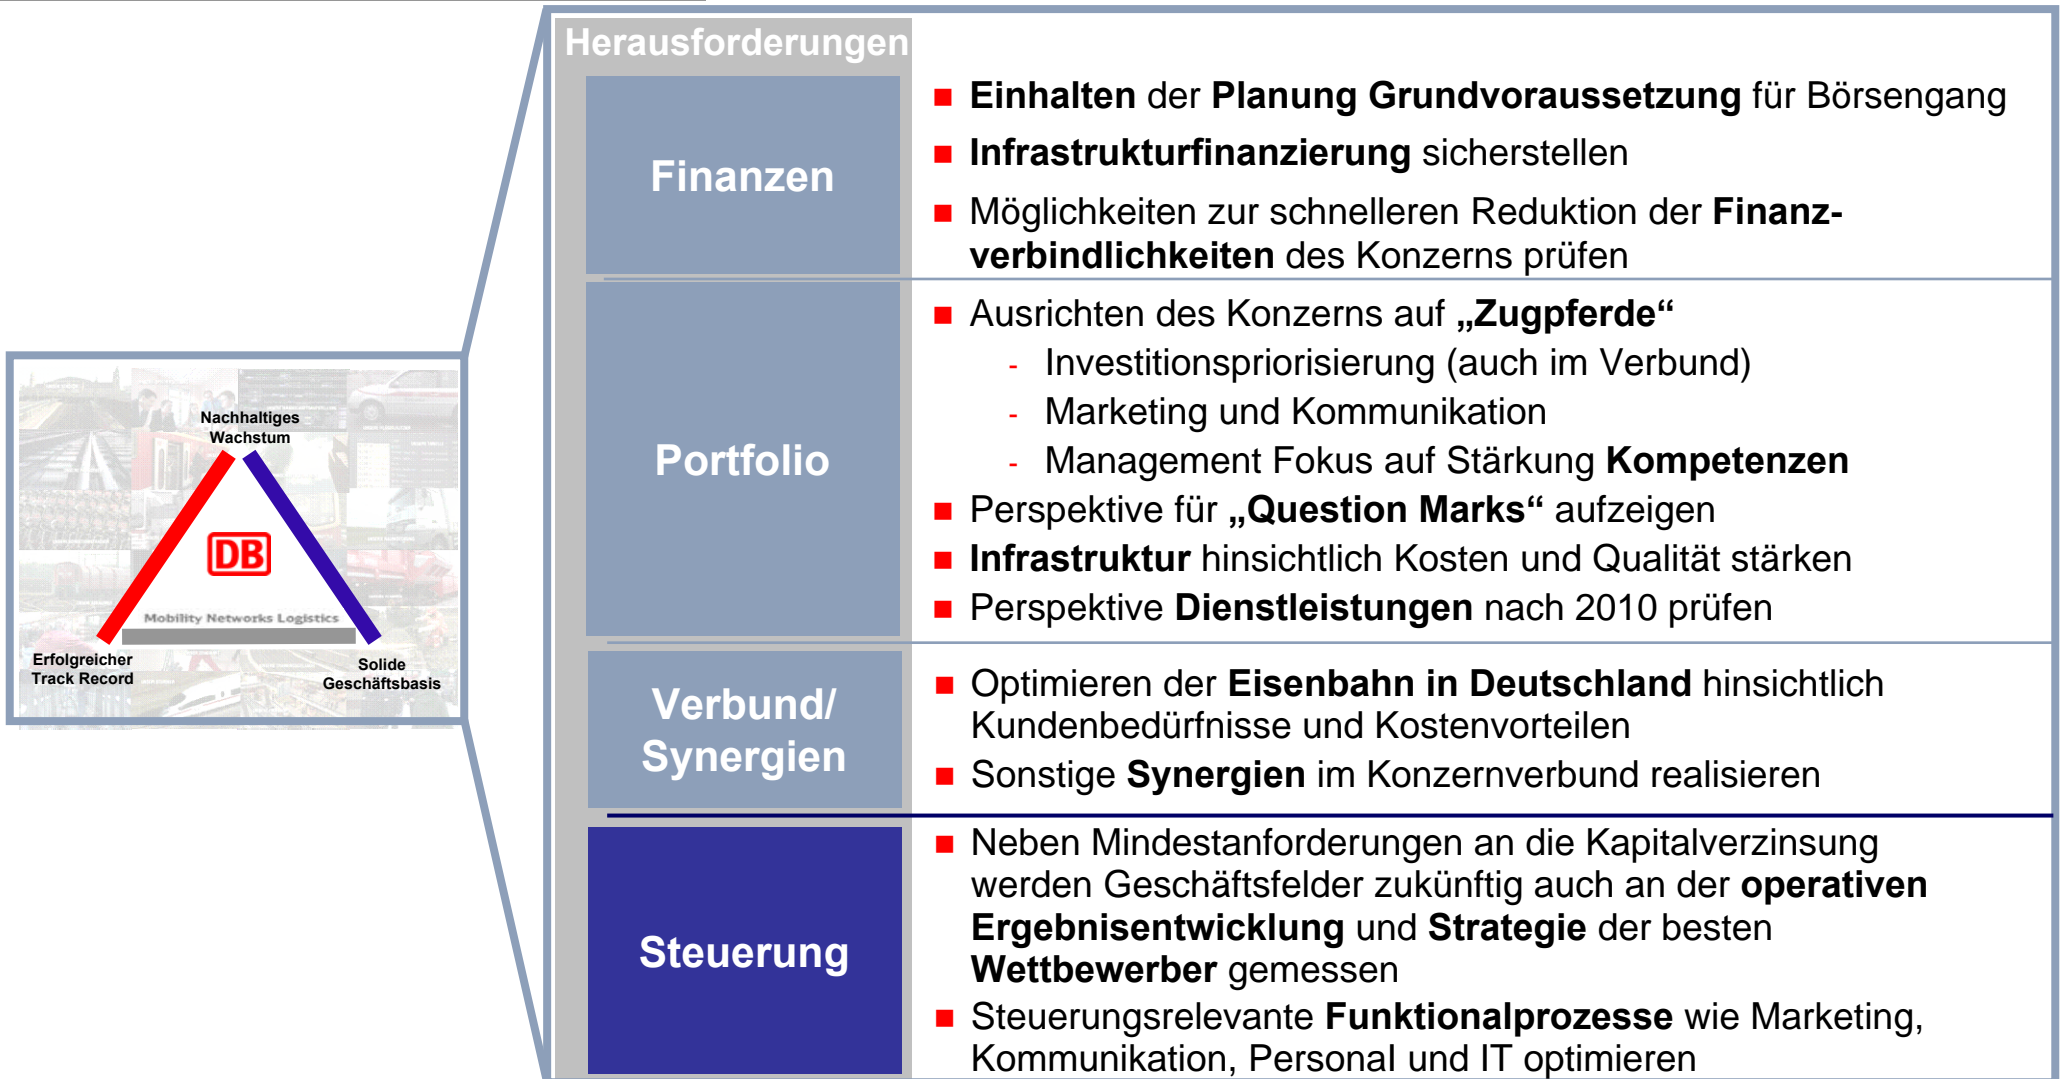 Nachhaltiges
Wachstum
DB
Mobility Networks Logistics
Erfolgreicher
Track Record
Solide
Geschäftsbasis
Herausforderungen
Finanzen
Einhalten der Planung Grundvoraussetzung für Börsengang
Infrastrukturfinanzierung sicherstellen
Möglichkeiten zur schnelleren Reduktion der Finanz-
verbindlichkeiten des Konzerns prüfen
Portfolio
Ausrichten des Konzerns auf „Zugpferde“
- Investitionspriorisierung (auch im Verbund)
- Marketing und Kommunikation
- Management Fokus auf Stärkung Kompetenzen
Perspektive für „Question Marks“ aufzeigen
Infrastruktur hinsichtlich Kosten und Qualität stärken
Perspektive Dienstleistungen nach 2010 prüfen
Verbund/
Synergien
Optimieren der Eisenbahn in Deutschland hinsichtlich
Kundenbedürfnisse und Kostenvorteilen
Sonstige Synergien im Konzernverbund realisieren
Steuerung
Neben Mindestanforderungen an die Kapitalverzinsung
werden Geschäftsfelder zukünftig auch an der operativen
Ergebnisentwicklung und Strategie der besten
Wettbewerber gemessen
Steuerungsrelevante Funktionalprozesse wie Marketing,
Kommunikation, Personal und IT optimieren